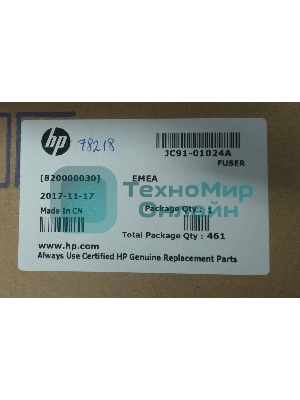 hp
78218
JC91-01024A
FUSER
[820000030] EMEA
2017-11-17
Made In CN
Package Qty : 1
ТехноМир
Онлайн
Total Package Qty : 461
www.hp.com
Always Use Certified HP Genuine Replacement Parts